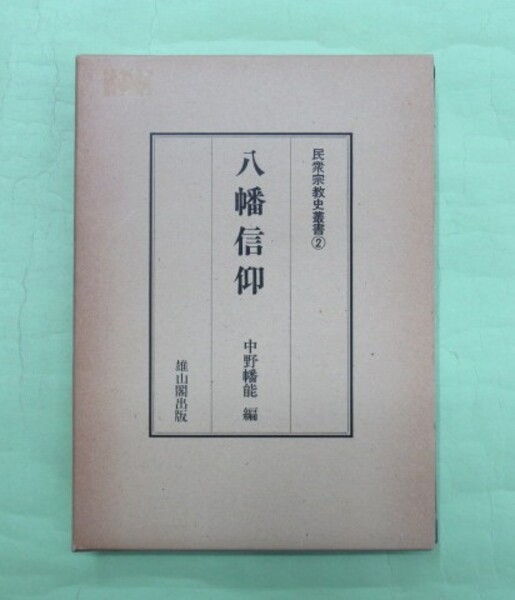 民衆宗教史叢書②
八幡信仰
中野幡能 編
雄山閣出版